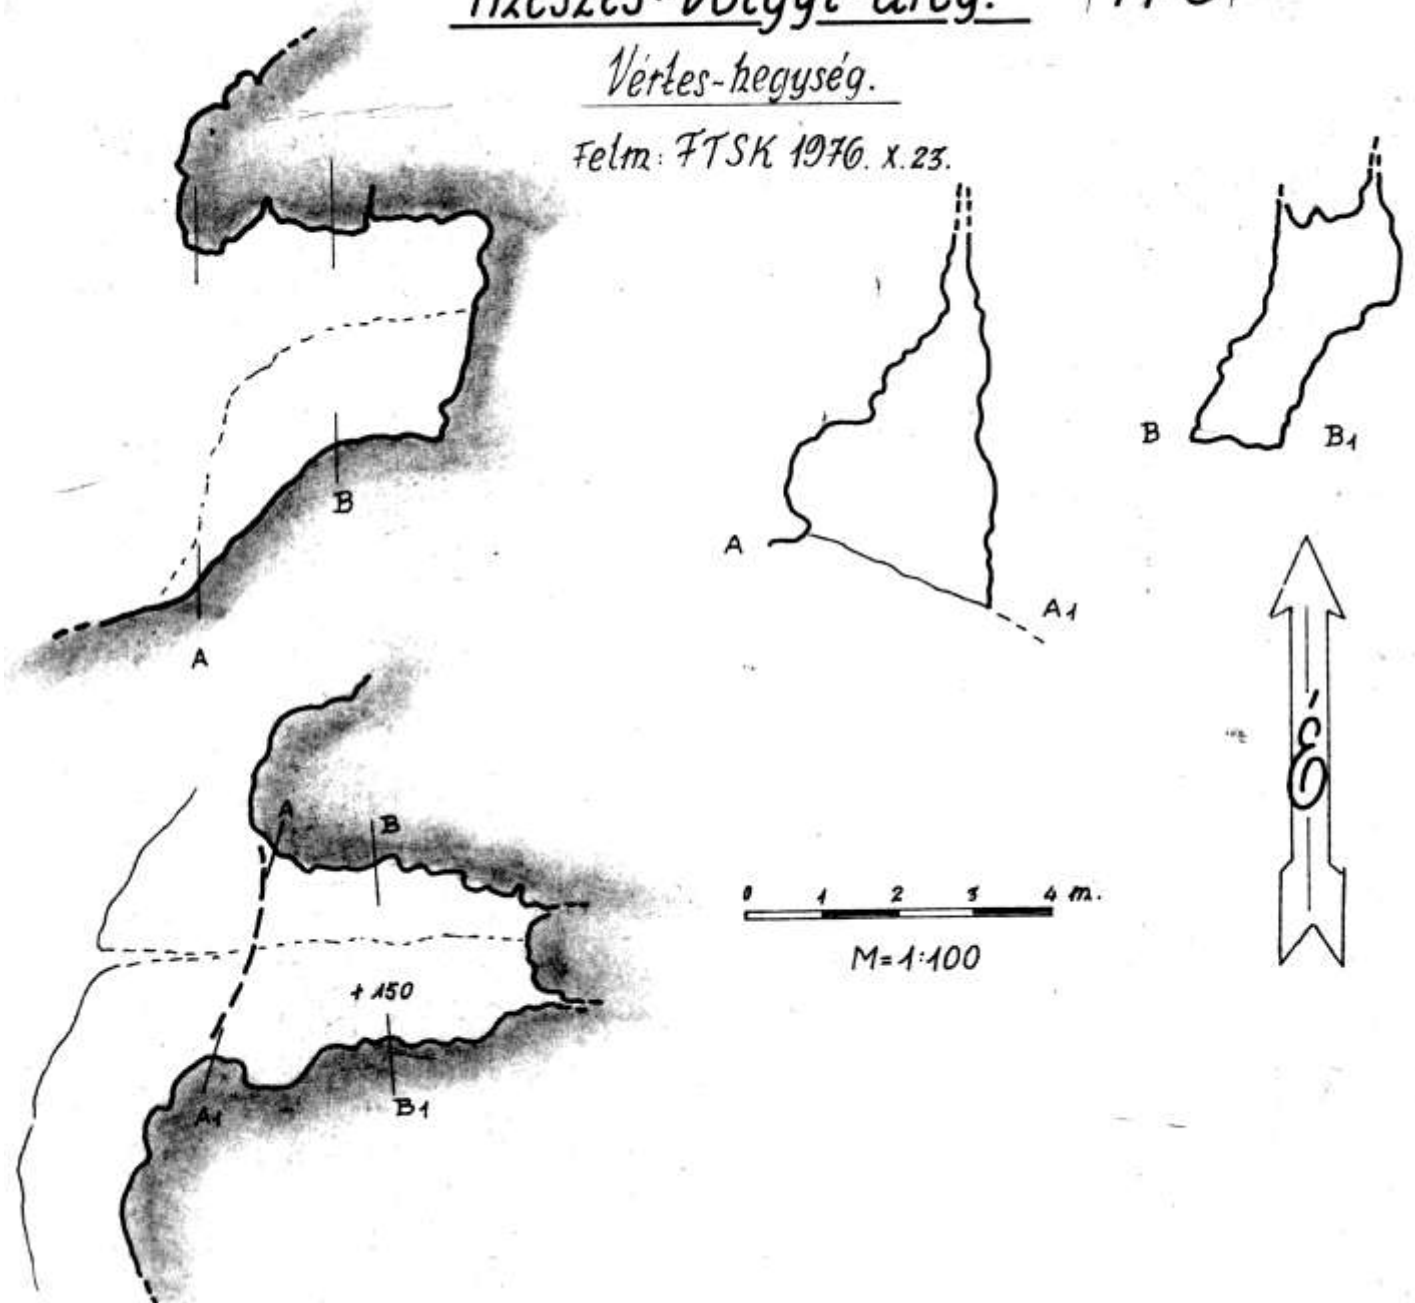 Vértes-hegység.
Felm: FTSK 1976. X.23.
B
A
A
A1
B
B1
É
A
B
0 1 2 3 4 m.
M=1:100
+150
A1
B1